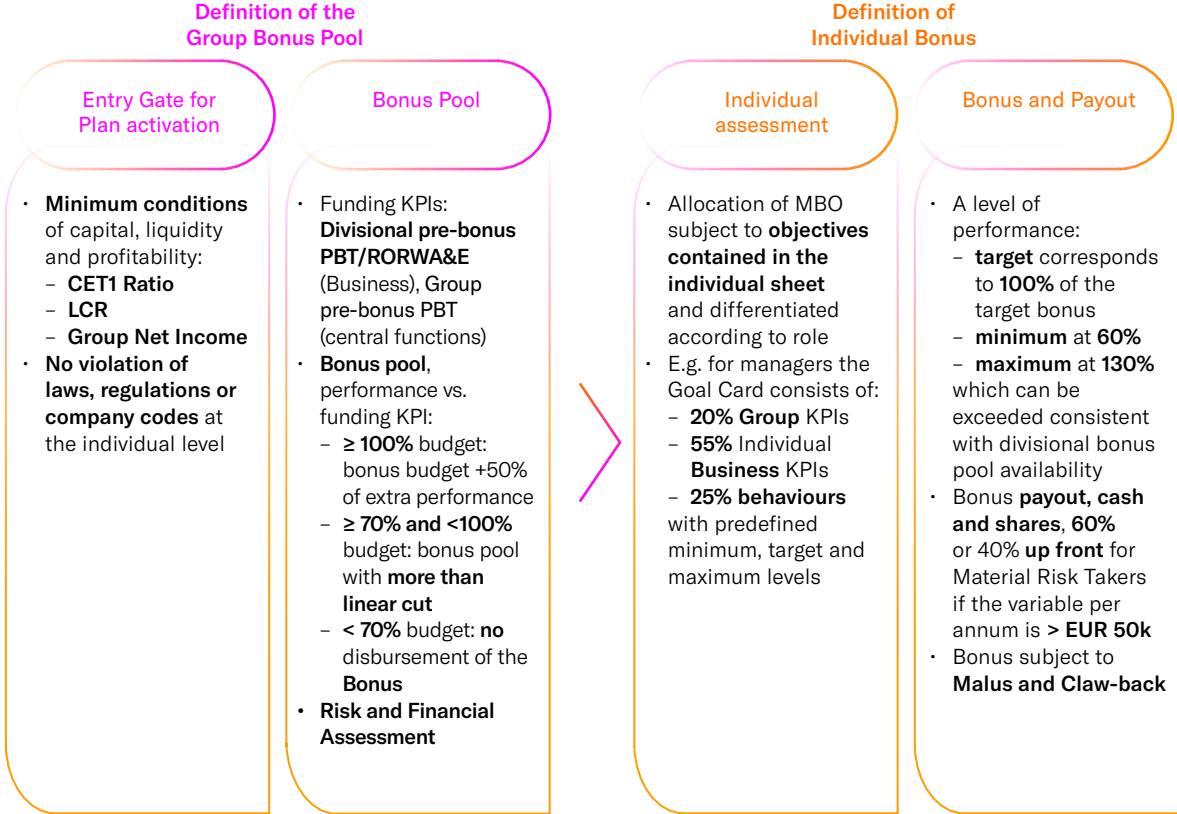 Definition of the
Group Bonus Pool
Definition of
Individual Bonus
Entry Gate for
Plan activation
• Minimum conditions
of capital, liquidity
and profitability:
– CET1 Ratio
– LCR
– Group Net Income
• No violation of
laws, regulations or
company codes at
the individual level
Bonus Pool
• Funding KPIs:
Divisional pre-bonus
PBT/RORWA&E
(Business), Group
pre-bonus PBT
(central functions)
• Bonus pool,
performance vs.
funding KPI:
– ≥ 100% budget:
bonus budget +50%
of extra performance
– ≥ 70% and <100%
budget: bonus pool
with more than
linear cut
– < 70% budget: no
disbursement of the
Bonus
• Risk and Financial
Assessment
Individual
assessment
• Allocation of MBO
subject to objectives
contained in the
individual sheet
and differentiated
according to role
• E.g. for managers the
Goal Card consists of:
– 20% Group KPIs
– 55% Individual
Business KPIs
– 25% behaviours
with predefined
minimum, target and
maximum levels
Bonus and Payout
• A level of
performance:
– target corresponds
to 100% of the
target bonus
– minimum at 60%
– maximum at 130%
which can be
exceeded consistent
with divisional bonus
pool availability
• Bonus payout, cash
and shares, 60%
or 40% up front for
Material Risk Takers
if the variable per
annum is > EUR 50k
• Bonus subject to
Malus and Claw-back